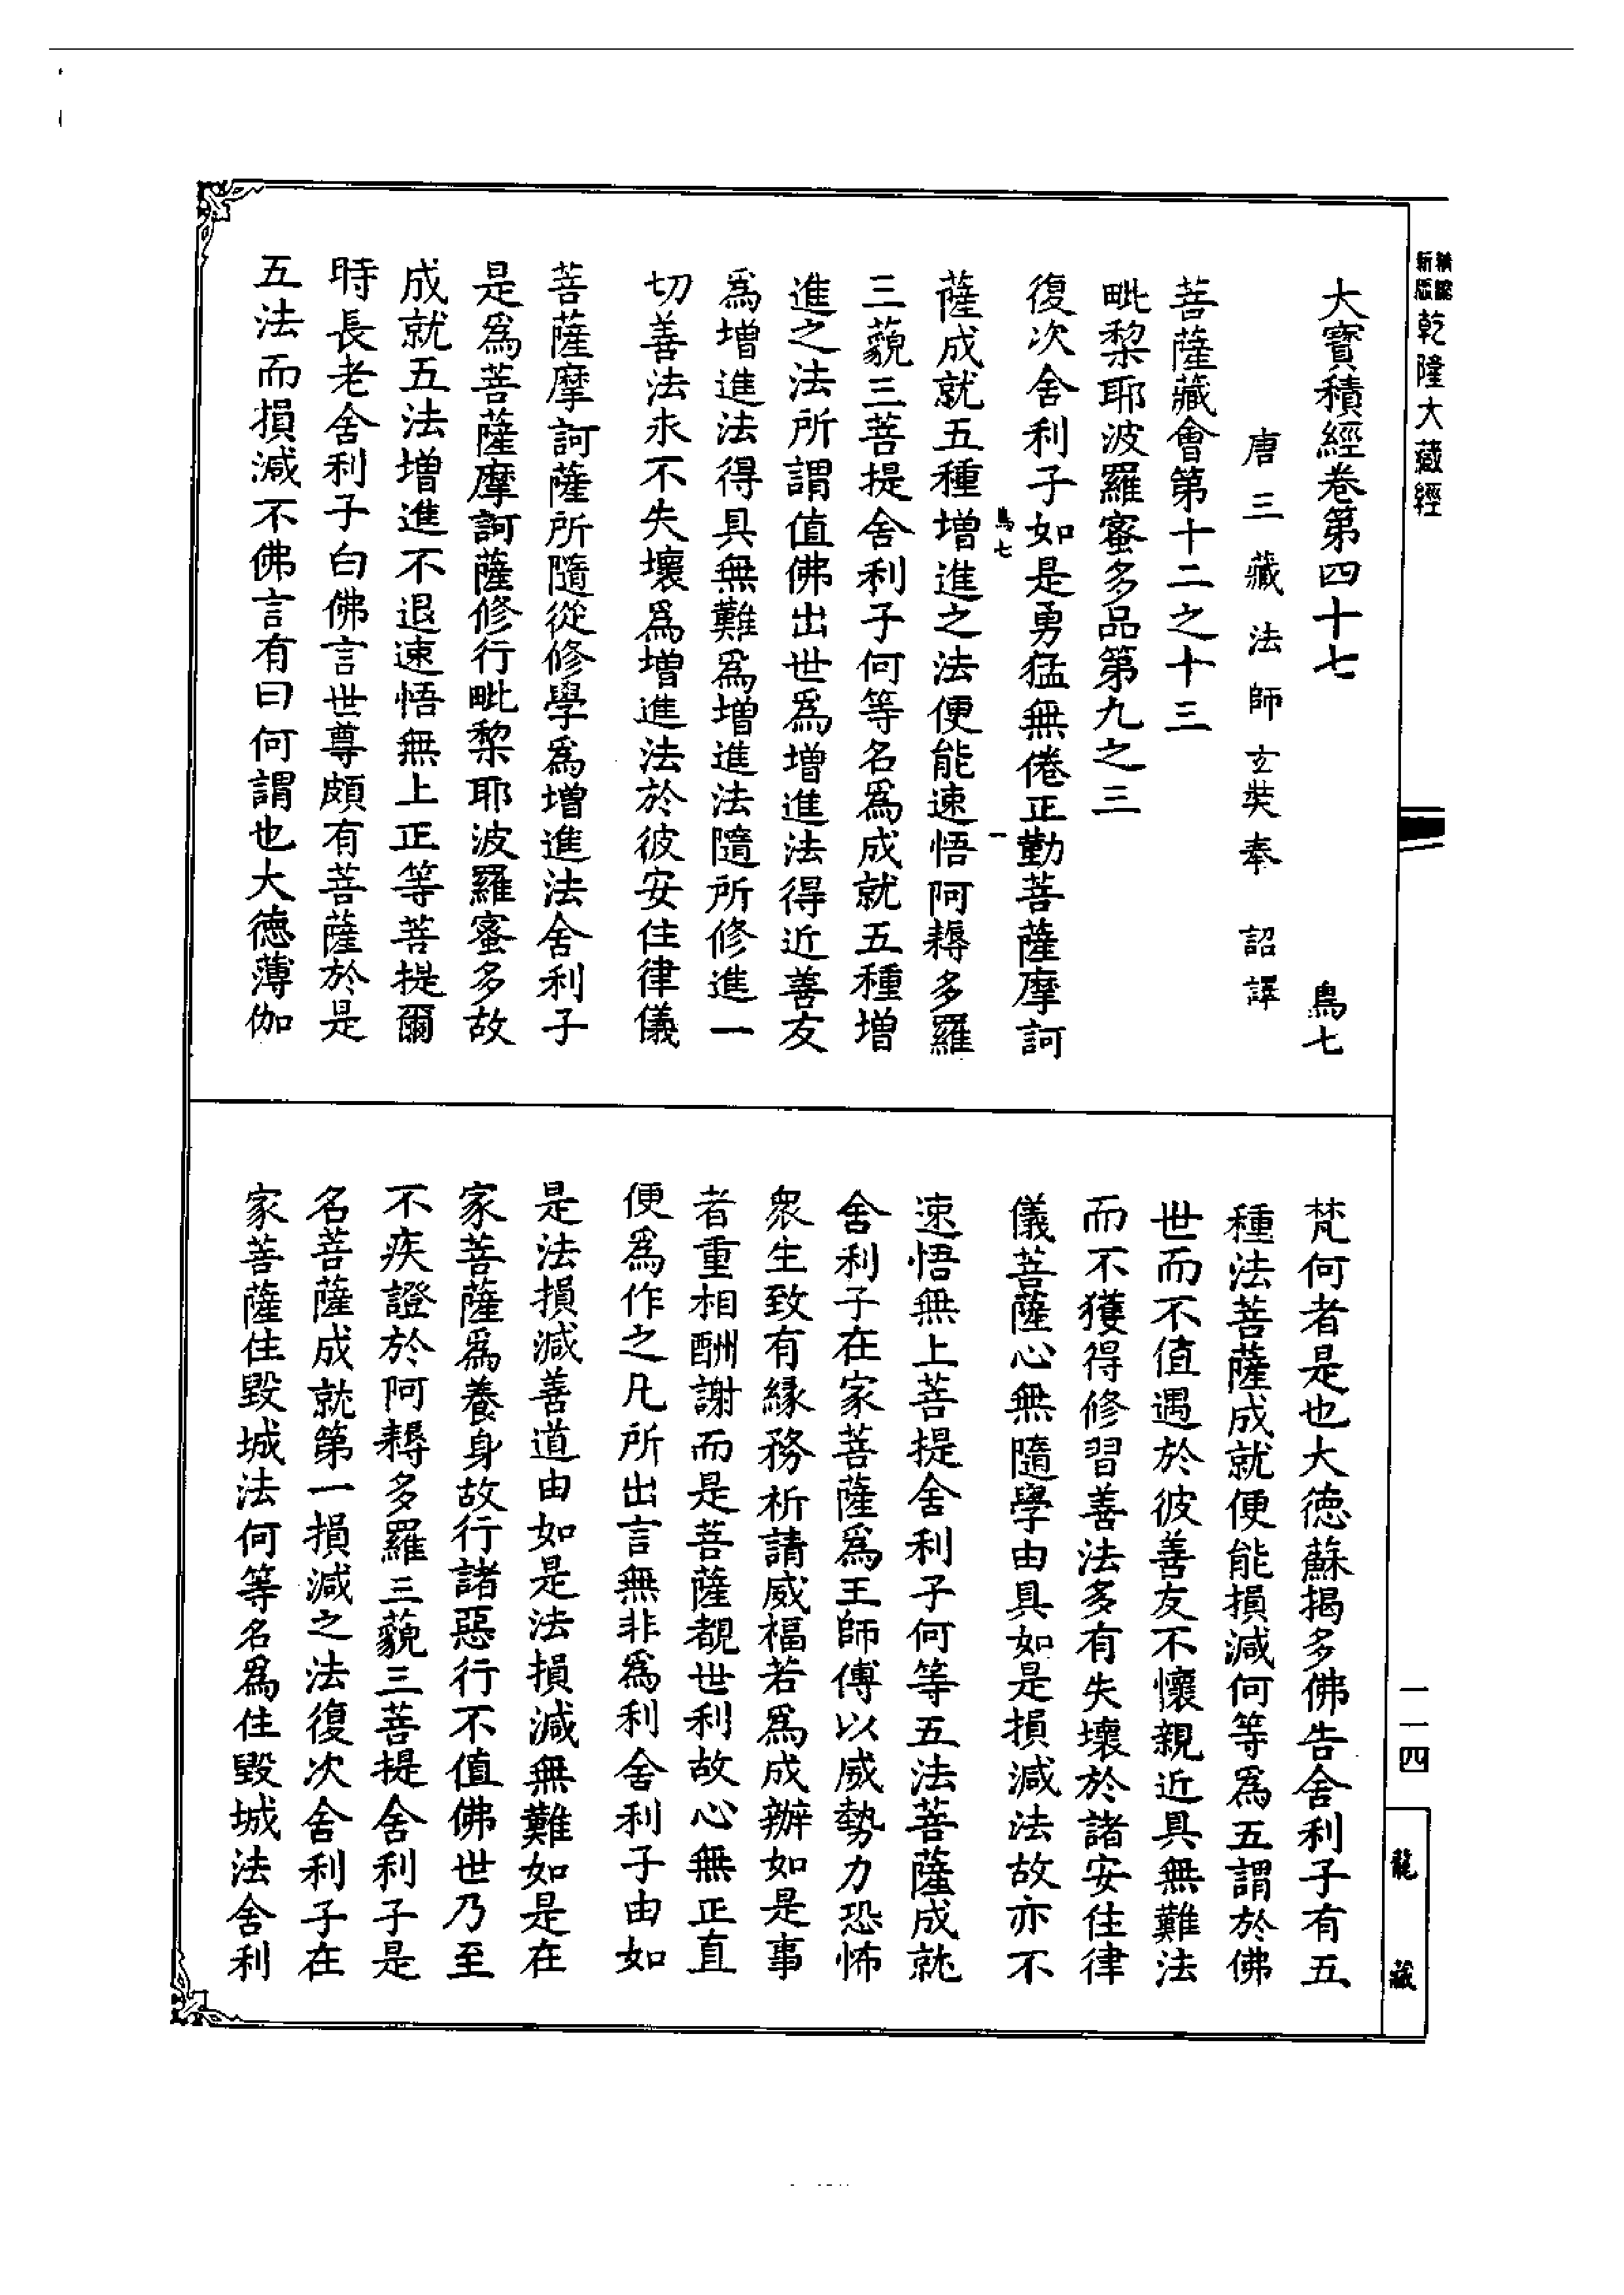 新版
乾隆大藏經
大寶積經卷第四十七 鳥七
唐三藏法師玄奘奉 詔譯
菩薩藏會第十二之十三
毗黎耶波羅蜜多品第九之三
復次舍利子如是勇猛無倦正勤菩薩摩訶
鳥七 一
薩成就五種增進之法便能速悟阿耨多羅
三藐三菩提舍利子何等名爲成就五種增
進之法所謂值佛出世爲增進法得近善友
爲增進法得具無難爲增進法隨所修進一
切善法永不失壞爲增進法於彼安住律儀
菩薩摩訶薩所隨從修學爲增進法舍利子
是爲菩薩摩訶薩修行毗黎耶波羅蜜多故
成就五法增進不退速悟無上正等菩提爾
時長老舍利子白佛言世尊頗有菩薩於是
五法而損減不佛言有曰何謂也大德薄伽
梵何者是也大德蘇揭多佛告舍利子有五
種法菩薩成就便能損減何等爲五謂於佛
世而不值遇於彼善友不懷親近具無難法
而不獲得修習善法多有失壞於諸安住律
儀菩薩心無隨學由具如是損減法故亦不
速悟無上菩提舍利子何等五法菩薩成就
舍利子在家菩薩爲王師傅以威勢力恐怖
衆生致有緣務祈請威福若爲成辦如是事
者重相酬謝而是菩薩覩世利故心無正直
便爲作之凡所出言無非爲利舍利子由如
是法損減善道由如是法損減無難如是在
家菩薩爲養身故行諸惡行不值佛世乃至
不疾證於阿耨多羅三藐三菩提舍利子是
名菩薩成就第一損減之法復次舍利子在
家菩薩住毀城法何等名爲住毀城法舍利
一一四
龍藏